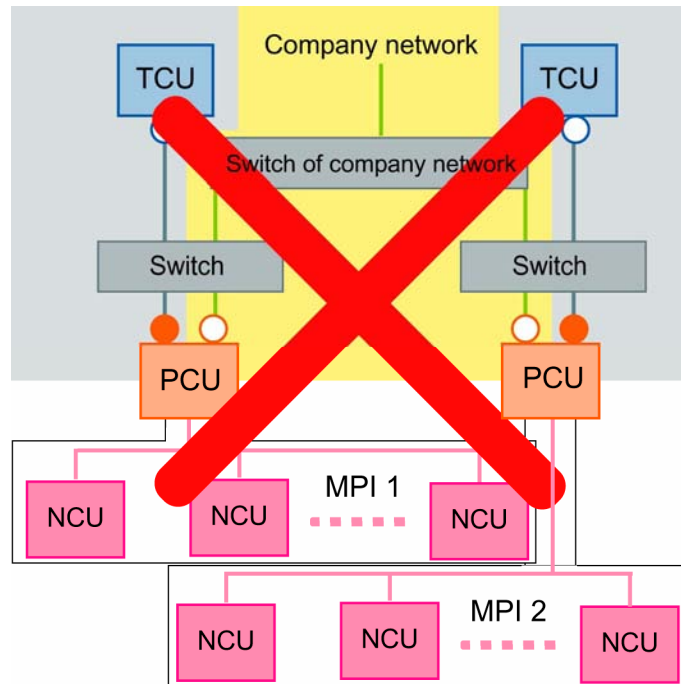 Company network
TCU
TCU
Switch of company network
Switch
Switch
PCU
PCU
MPI 1
NCU
NCU
NCU
MPI 2
NCU
NCU
NCU